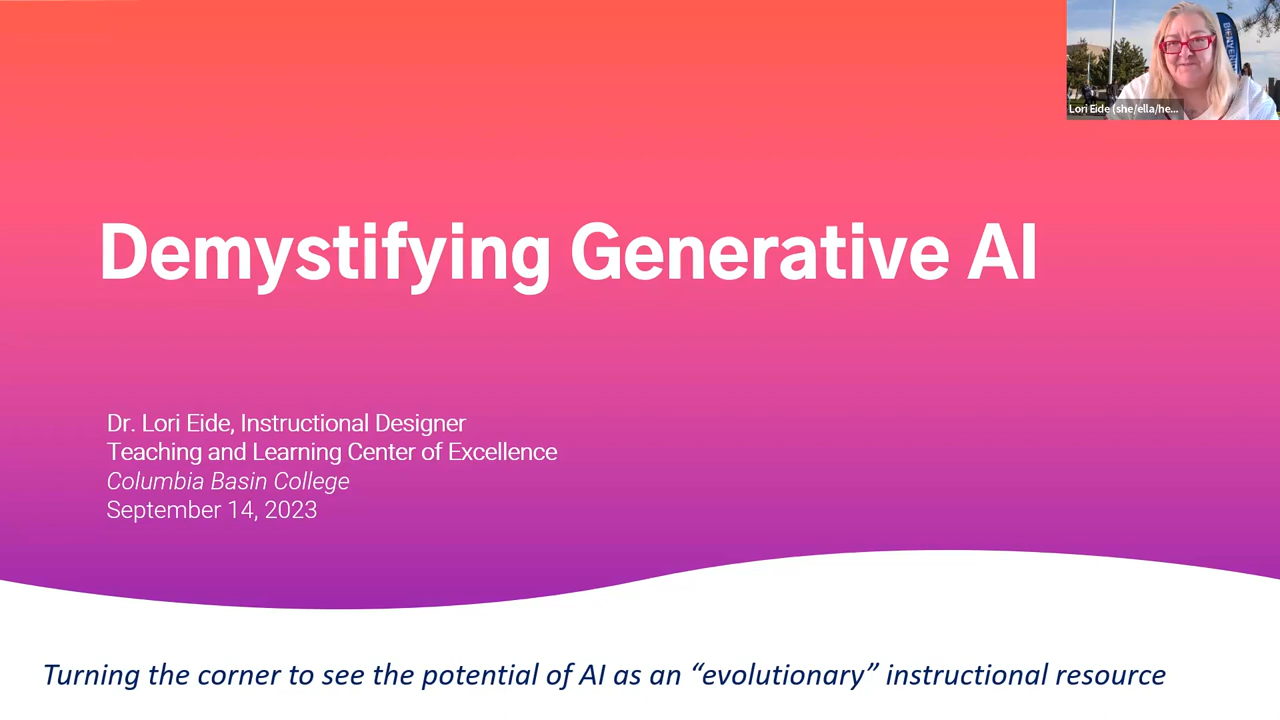 Demystifying Generative AI
Dr. Lori Eide, Instructional Designer
Teaching and Learning Center of Excellence
Columbia Basin College
September 14, 2023
Turning the corner to see the potential of AI as an “evolutionary” instructional resource
Lori Eide (she/ella/he...